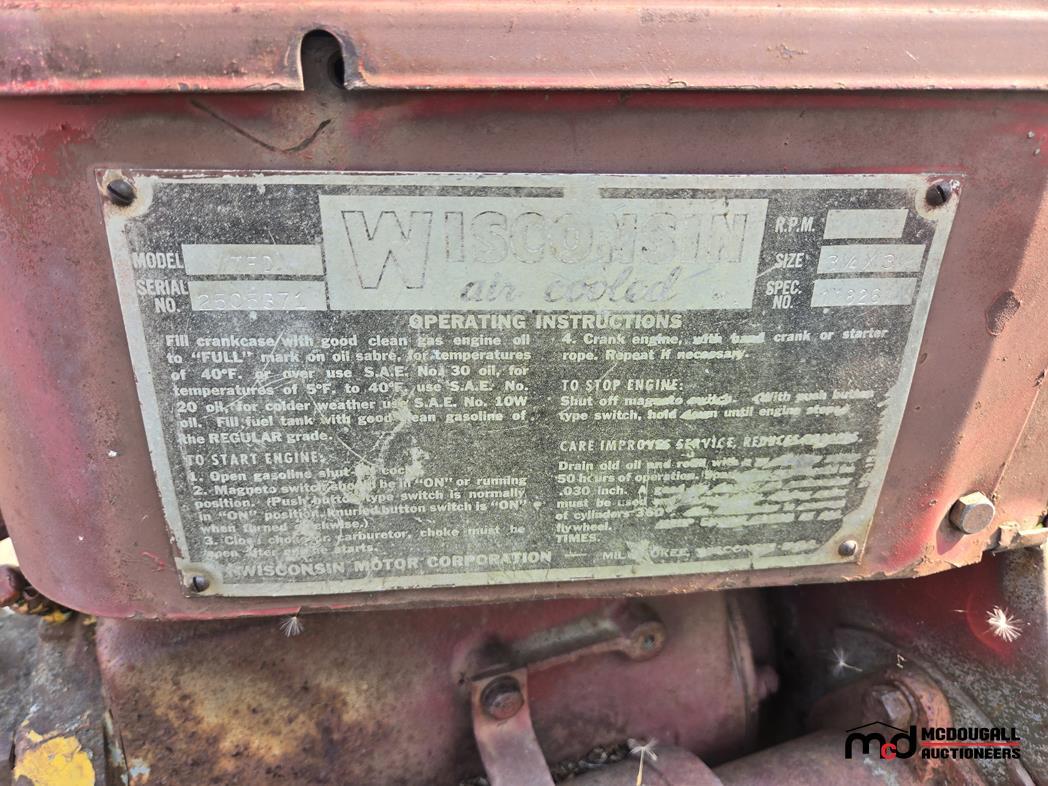 WISCONSIN
air cooled
MODEL
SERIAL
NO. 2505371
R.P.M.
SIZE
SPEC.
NO.
OPERATING INSTRUCTIONS
Fill crankcase with good clean gas engine oil
to "FULL" mark on oil sabre, for temperatures
of 40°F. or over use S.A.E. No. 30 oil, for
temperatures of 5°F. to 40°F. use S.A.E. No.
20 oil, for colder weather use S.A.E. No. 10W
oil. Fill fuel tank with good clean gasoline of
the REGULAR grade.
TO START ENGINE:
1. Open gasoline shut off cock.
2. Magneto switch should be in "ON" or running
position. (Push button type switch is normally
in "ON" position, knurled button switch is "ON"
when turned clockwise.)
3. Close choke on carburetor, choke must be
open after engine starts.
4. Crank engine, with hand crank or starter
rope. Repeat if necessary.
TO STOP ENGINE:
Shut off magneto switch. (With push button
type switch, hold down until engine stops)
CARE IMPROVES SERVICE, REDUCES
Drain old oil and
50 hours of operation.
.030 inch.
must be
of cylinders
flywheel.
TIMES.
WISCONSIN MOTOR CORPORATION — MILWAUKEE, WISCONSIN
mcd MCDOUGALL
AUCTIONEERS